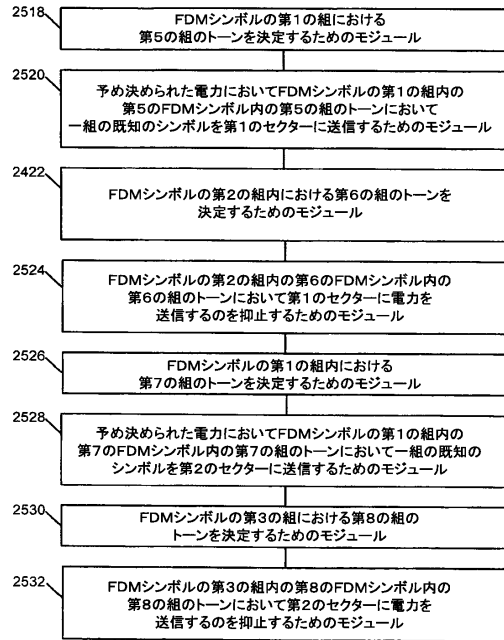 2518
FDMシンボルの第1の組における
第5の組のトーンを決定するためのモジュール
2520
予め決められた電力においてFDMシンボルの第1の組内の
第5のFDMシンボル内の第5の組のトーンにおいて
一組の既知のシンボルを第1のセクターに送信するためのモジュール
2422
FDMシンボルの第2の組内における第6の組のトーンを
決定するためのモジュール
2524
FDMシンボルの第2の組内の第6のFDMシンボル内の
第6の組のトーンにおいて第1のセクターに電力を
送信するのを抑止するためのモジュール
2526
FDMシンボルの第1の組内における
第7の組のトーンを決定するためのモジュール
2528
予め決められた電力においてFDMシンボルの第1の組内の
第7のFDMシンボル内の第7の組のトーンにおいて一組の既知の
シンボルを第2のセクターに送信するためのモジュール
2530
FDMシンボルの第3の組における第8の組の
トーンを決定するためのモジュール
2532
FDMシンボルの第3の組内の第8のFDMシンボル内の
第8の組のトーンにおいて第2のセクターに電力を
送信するのを抑止するためのモジュール